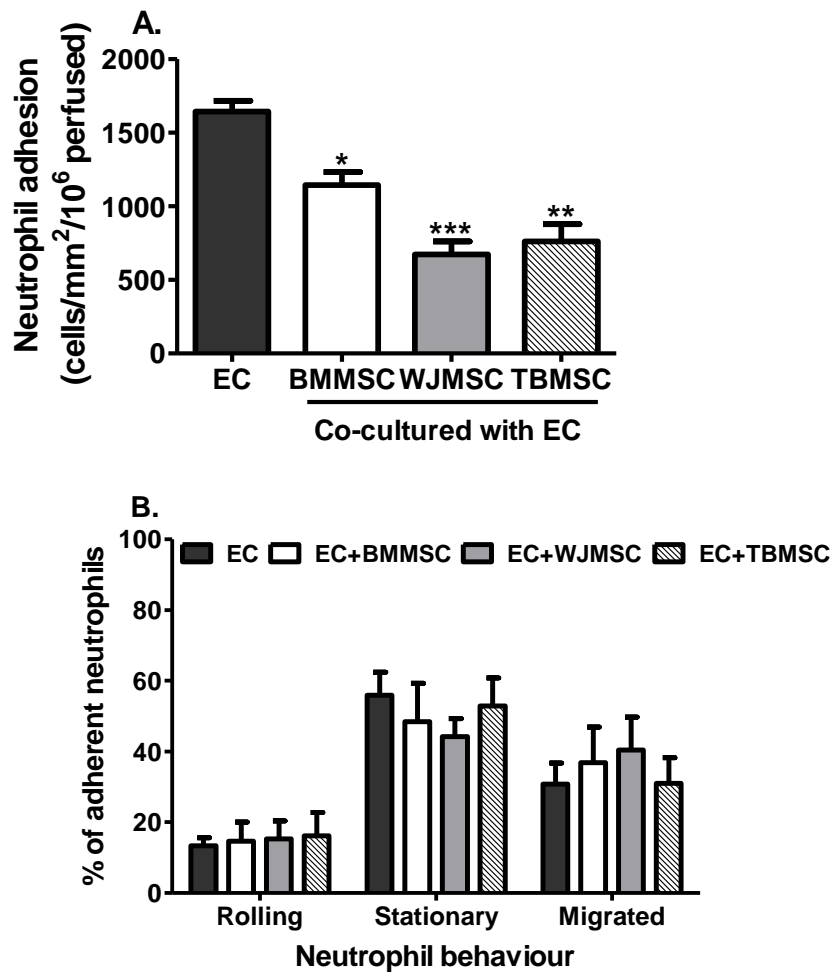 A.
Neutrophil adhesion
(cells/mm²/10⁶ perfused)
2000
1500
1000
500
0
*
***
**
EC BMMSC WJMSC TBMSC
Co-cultured with EC
B.
% of adherent neutrophils
100
80
60
40
20
0
EC EC+BMMSC EC+WJMSC EC+TBMSC
Rolling Stationary Migrated
Neutrophil behaviour